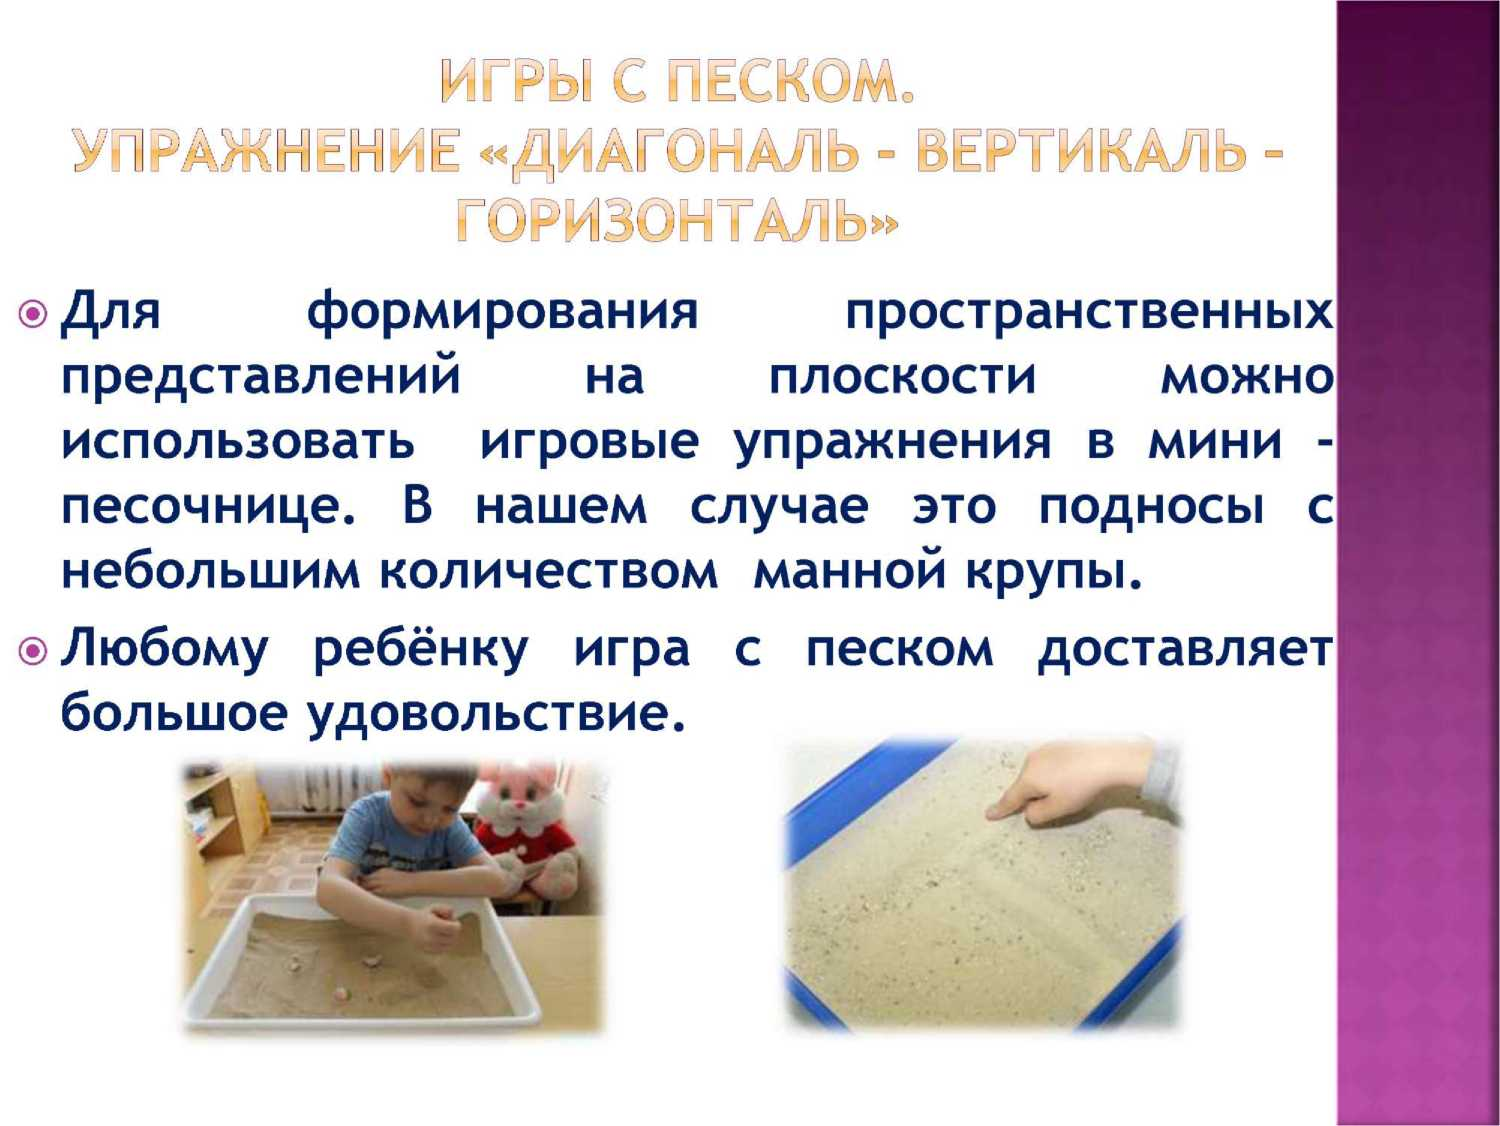 ИГРЫ С ПЕСКОМ.
УПРАЖНЕНИЕ «ДИАГОНАЛЬ - ВЕРТИКАЛЬ –
ГОРИЗОНТАЛЬ»
Для формирования пространственных
представлений на плоскости можно
использовать игровые упражнения в мини -
песочнице. В нашем случае это подносы с
небольшим количеством манной крупы.
Любому ребёнку игра с песком доставляет
большое удовольствие.